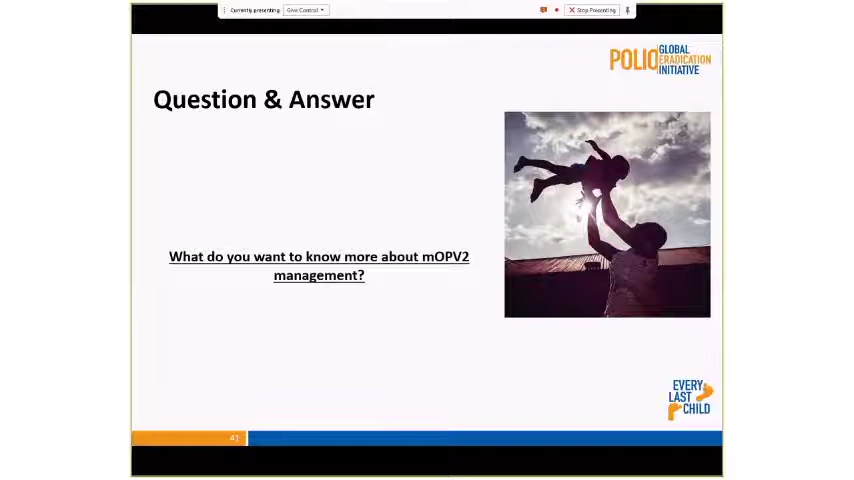 Currently presenting
Give Control
Stop Presenting
POLIO GLOBAL
ERADICATION
INITIATIVE
Question & Answer
What do you want to know more about mOPV2
management?
EVERY
LAST
CHILD
41